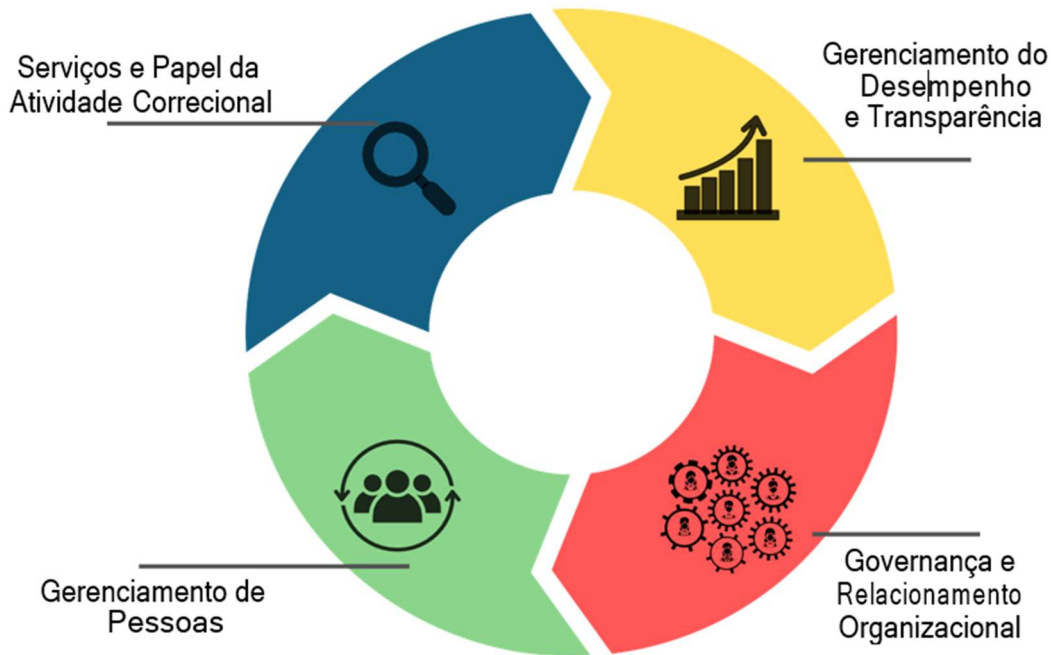 Serviços e Papel da
Atividade Correcional
Gerenciamento do
Desempenho
e Transparência
Gerenciamento de
Pessoas
Governança e
Relacionamento
Organizacional